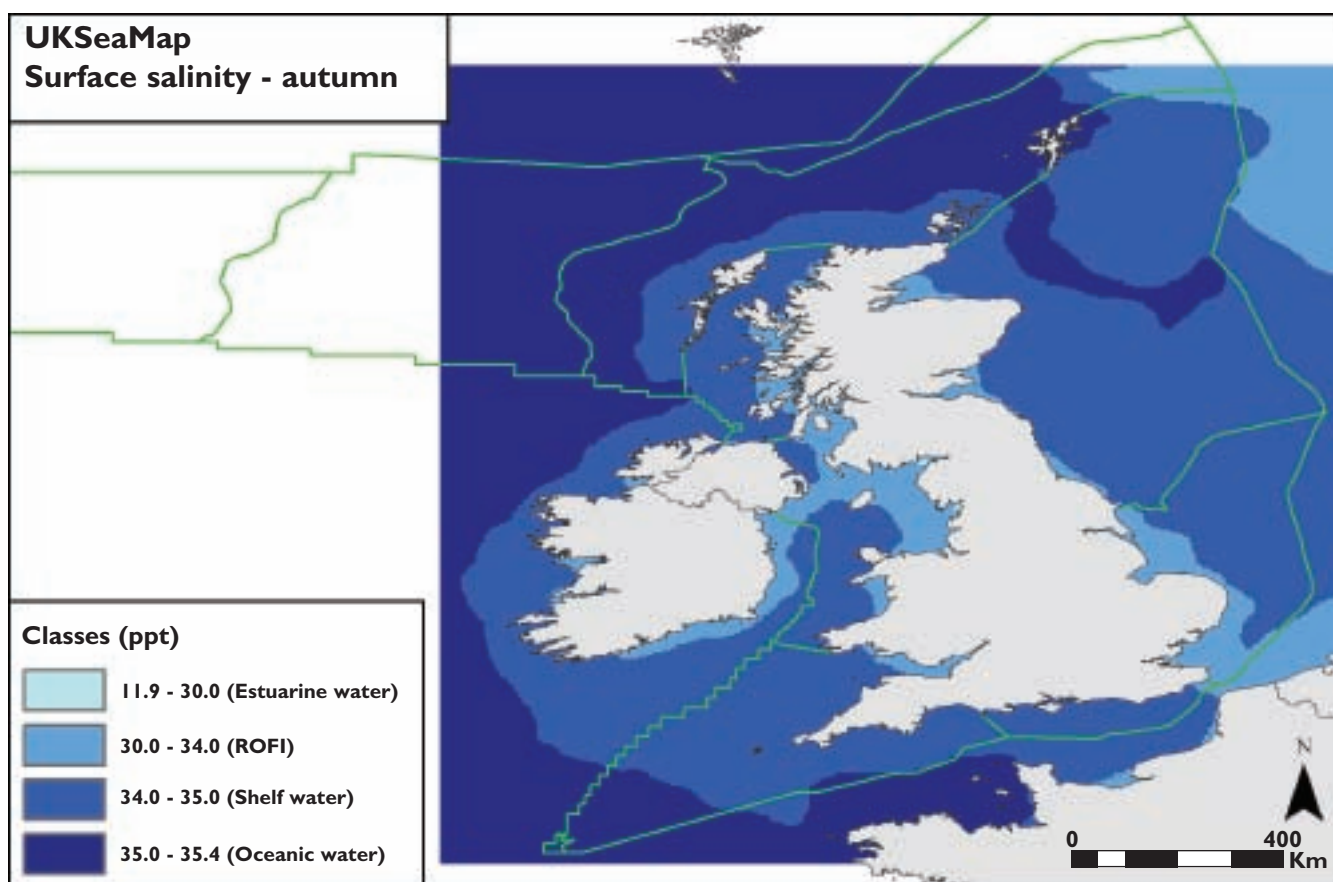 UKSeaMap
Surface salinity - autumn
Classes (ppt)
11.9 - 30.0 (Estuarine water)
30.0 - 34.0 (ROFI)
34.0 - 35.0 (Shelf water)
35.0 - 35.4 (Oceanic water)
N
0 400
Km